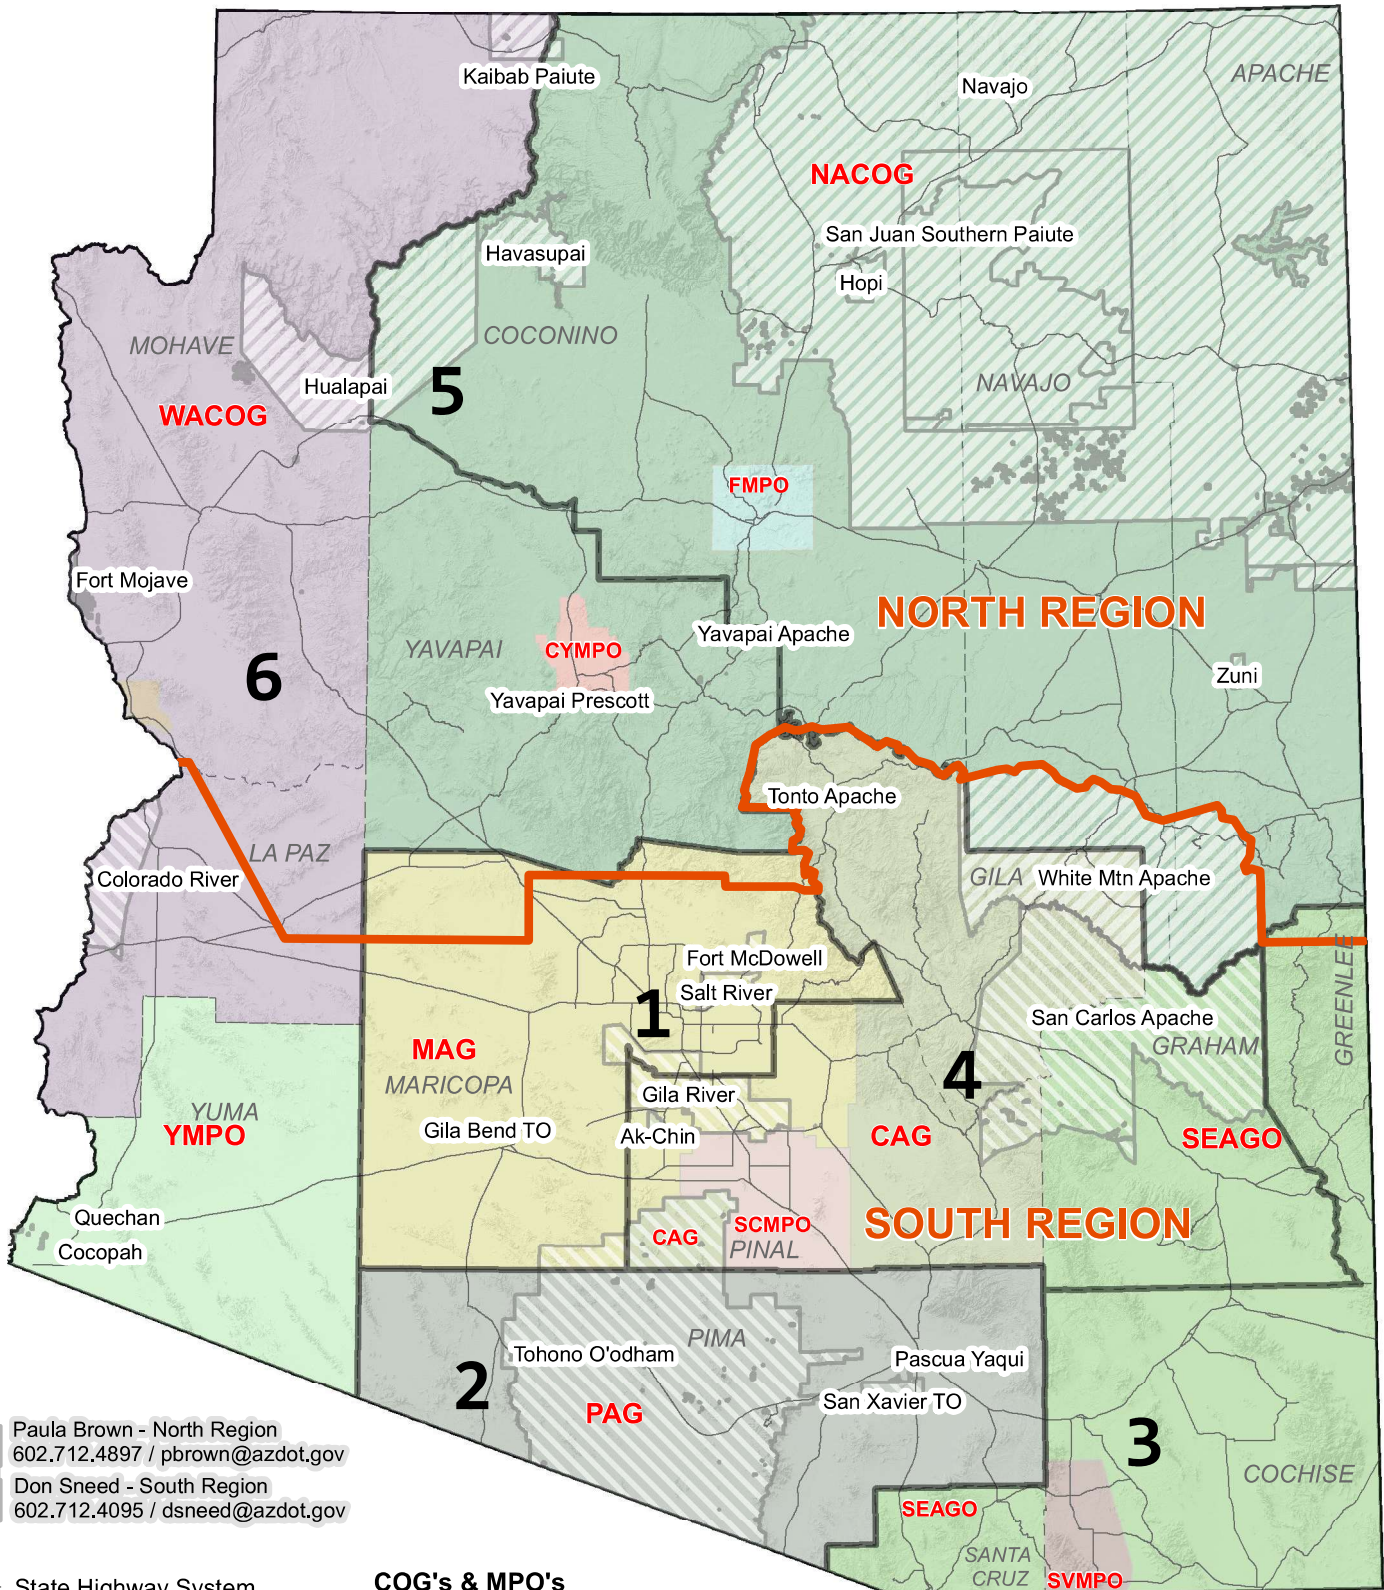 Kaibab Paiute
Navajo
APACHE
NACOG
San Juan Southern Paiute
Havasupai
Hopi
MOHAVE
COCONINO
Hualapai
5
NAVAJO
WACOG
FMPO
Fort Mojave
NORTH REGION
YAVAPAI
CYMPO
Yavapai Apache
6
Zuni
Yavapai Prescott
Tonto Apache
LA PAZ
Colorado River
GILA
White Mtn Apache
Fort McDowell
Salt River
GREENLEE
1
San Carlos Apache
MAG
GRAHAM
MARICOPA
4
Gila River
YUMA
YMPO
Gila Bend TO
Ak-Chin
CAG
SEAGO
Quechan
CAG
SCMPO
SOUTH REGION
Cocopah
PINAL
Tohono O'odham
PIMA
Pascua Yaqui
2
San Xavier TO
PAG
3
Paula Brown - North Region
602.712.4897 / pbrown@azdot.gov
Don Sneed - South Region
602.712.4095 / dsneed@azdot.gov
COCHISE
SEAGO
SANTA
CRUZ
SVMPO
State Highway System
COG's & MPO's